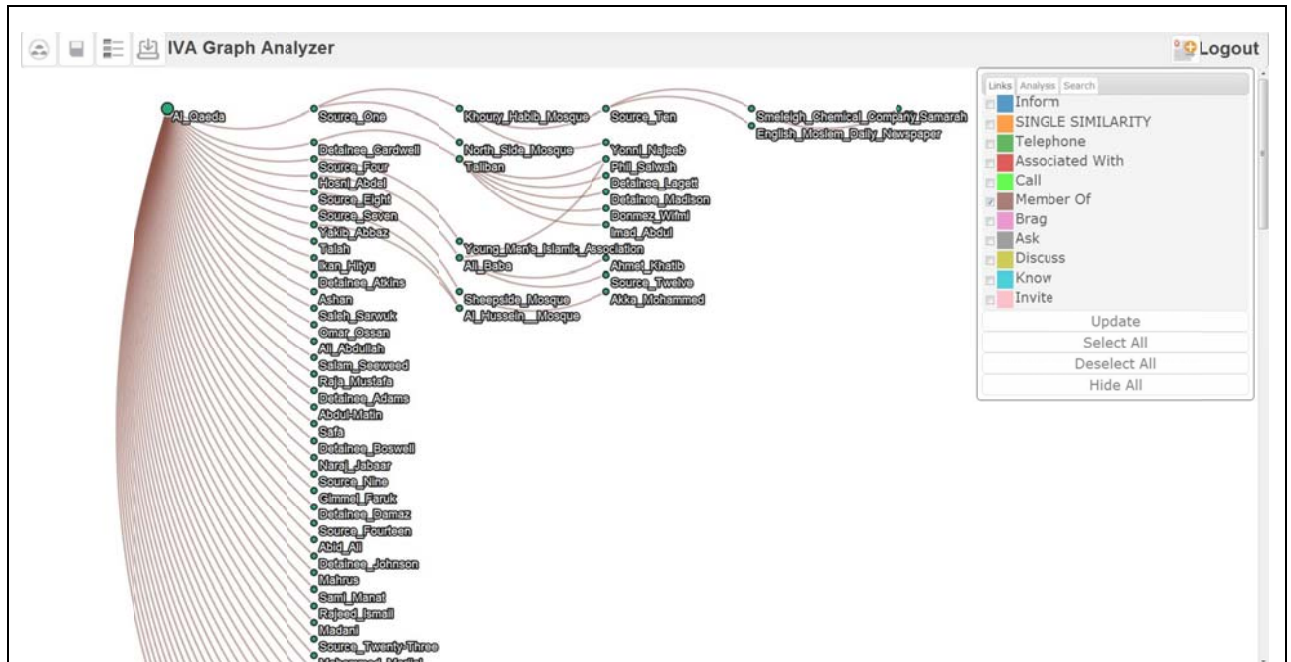 IVA Graph Analyzer
Logout
Links Analysis Search
Inform
SINGLE SIMILARITY
Telephone
Associated With
Call
Member Of
Brag
Ask
Discuss
Know
Invite
Update
Select All
Deselect All
Hide All
Al_Qaeda
Source_One
Khoury_Habib_Mosque
Source_Ten
Smeleigh_Chemical_Company_Samarah
English_Moslem_Daily_Newspaper
Detainee_Cardwell
North_Side_Mosque
Yonni_Najeeb
Source_Four
Taliban
Phil_Salwah
Hosni_Abdel
Detainee_Lagett
Source_Eight
Detainee_Madison
Source_Seven
Donmez_Wifmi
Yakib_Abbaz
Imad_Abdul
Talah
Young_Men's_Islamic_Association
Ikan_Hityu
Ali_Baba
Ahmet_Khatib
Detainee_Atkins
Source_Twelve
Ashan
Sheepside_Mosque
Akka_Mohammed
Saleh_Sarwuk
Al_Hussein__Mosque
Omar_Ossan
Ali_Abdullah
Salam_Seeweed
Raja_Mustafa
Detainee_Adams
Abdul-Matin
Safa
Detainee_Boswell
Naraj_Jabaar
Source_Nine
Gimmel_Faruk
Detainee_Damaz
Source_Fourteen
Abid_Ali
Detainee_Johnson
Mahrus
Sami_Manat
Rajeed_Ismail
Madani
Source_Twenty-Three